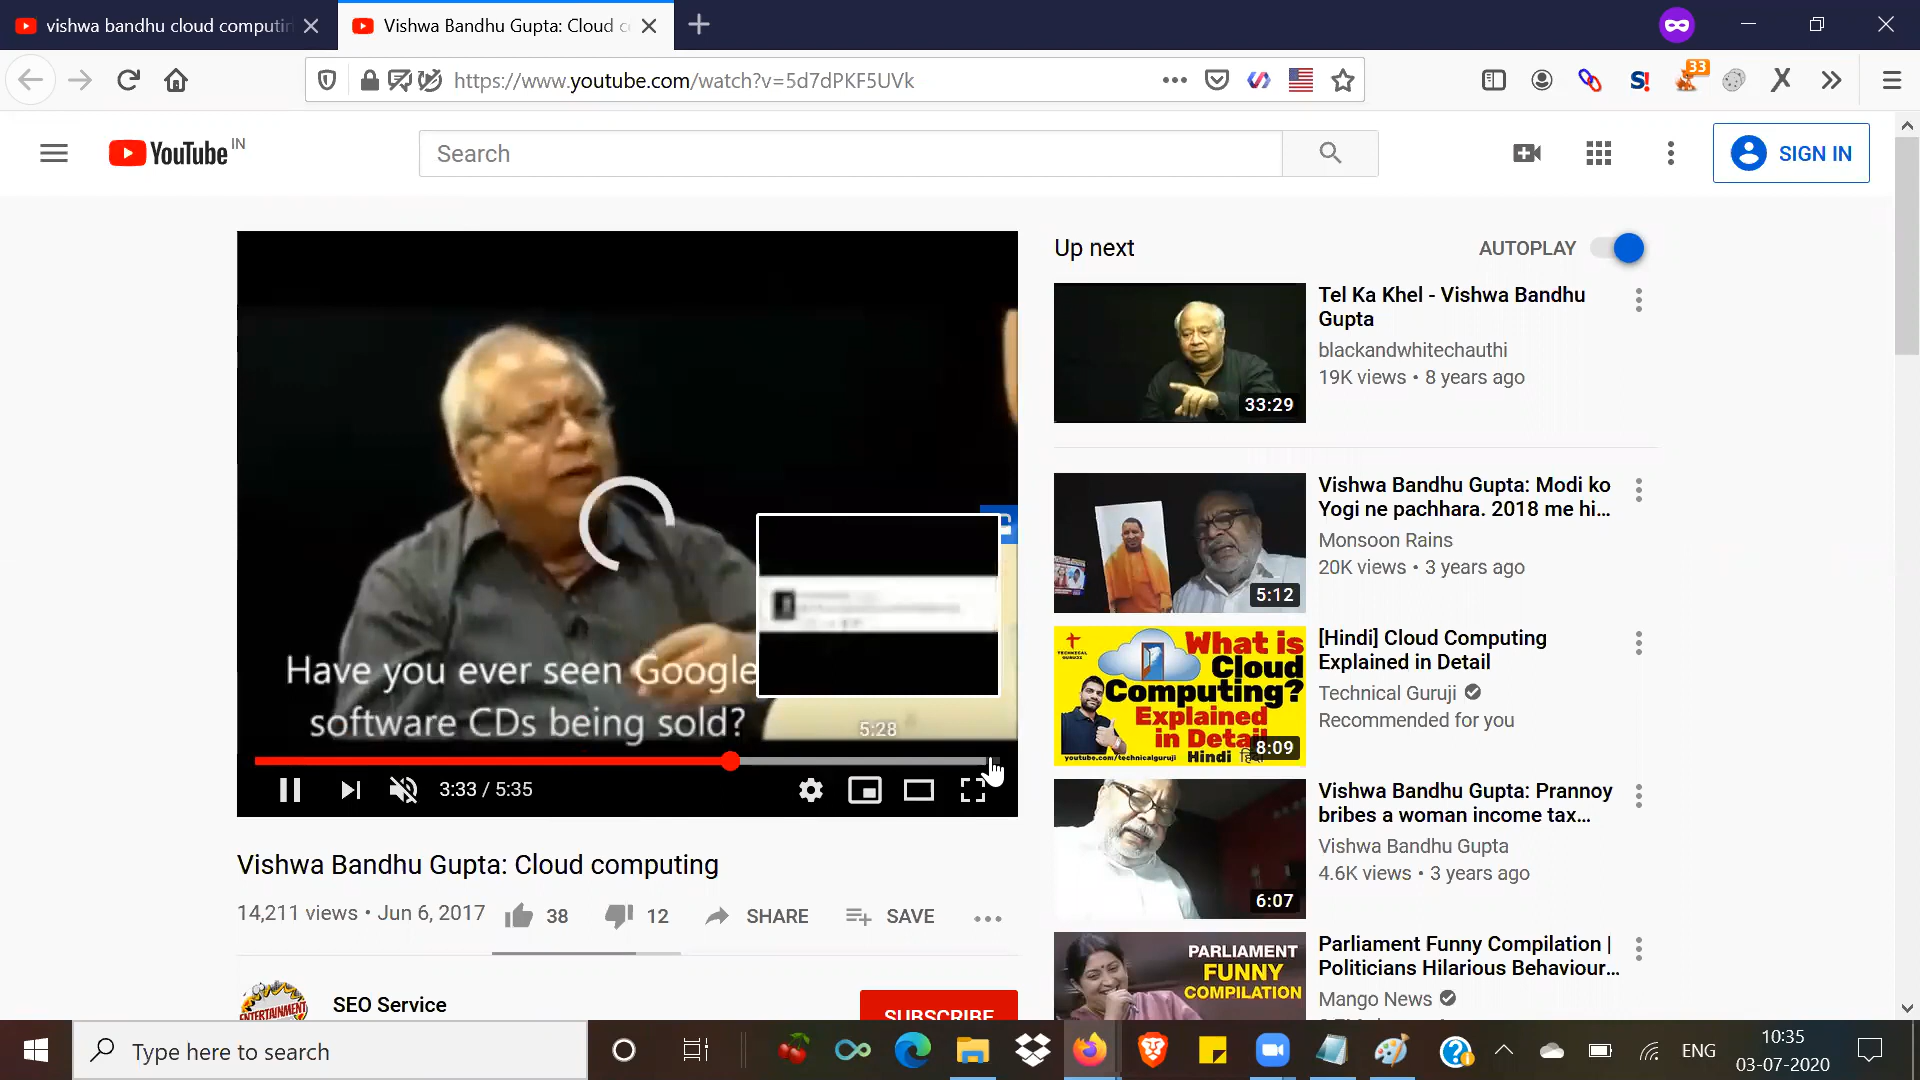 vishwa bandhu cloud computin
Vishwa Bandhu Gupta: Cloud c
https://www.youtube.com/watch?v=5d7dPKF5UVk
S!
33
YouTube IN
Search
SIGN IN
Have you ever seen Google
software CDs being sold?
5:28
3:33 / 5:35
Vishwa Bandhu Gupta: Cloud computing
14,211 views • Jun 6, 2017
38
12
SHARE
SAVE
ENTERTAINMENT
SEO Service
SUBSCRIBE
Up next
AUTOPLAY
33:29
Tel Ka Khel - Vishwa Bandhu
Gupta
blackandwhitechauthi
19K views • 8 years ago
5:12
Vishwa Bandhu Gupta: Modi ko
Yogi ne pachhara. 2018 me hi...
Monsoon Rains
20K views • 3 years ago
TECHNICAL
GURUJI
What is
Cloud
Computing?
Explained
in Detail
Hindi
youtube.com/technicalguruji
8:09
[Hindi] Cloud Computing
Explained in Detail
Technical Guruji
Recommended for you
6:07
Vishwa Bandhu Gupta: Prannoy
bribes a woman income tax...
Vishwa Bandhu Gupta
4.6K views • 3 years ago
PARLIAMENT
FUNNY
COMPILATION
Parliament Funny Compilation |
Politicians Hilarious Behaviour...
Mango News
Type here to search
ENG
10:35
03-07-2020